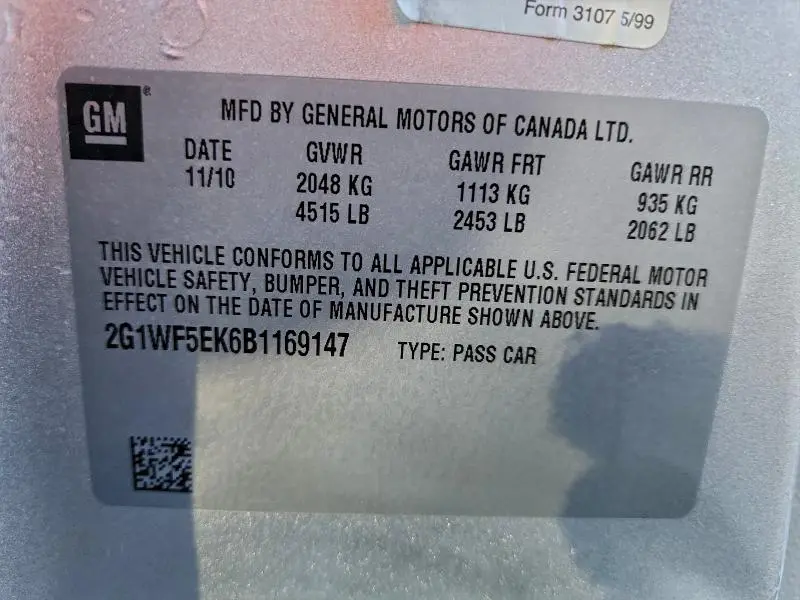 Form 3107 5/99
GM®
MFD BY GENERAL MOTORS OF CANADA LTD.
DATE GVWR GAWR FRT GAWR RR
11/10 2048 KG 1113 KG 935 KG
4515 LB 2453 LB 2062 LB
THIS VEHICLE CONFORMS TO ALL APPLICABLE U.S. FEDERAL MOTOR
VEHICLE SAFETY, BUMPER, AND THEFT PREVENTION STANDARDS IN
EFFECT ON THE DATE OF MANUFACTURE SHOWN ABOVE.
2G1WF5EK6B1169147 TYPE: PASS CAR